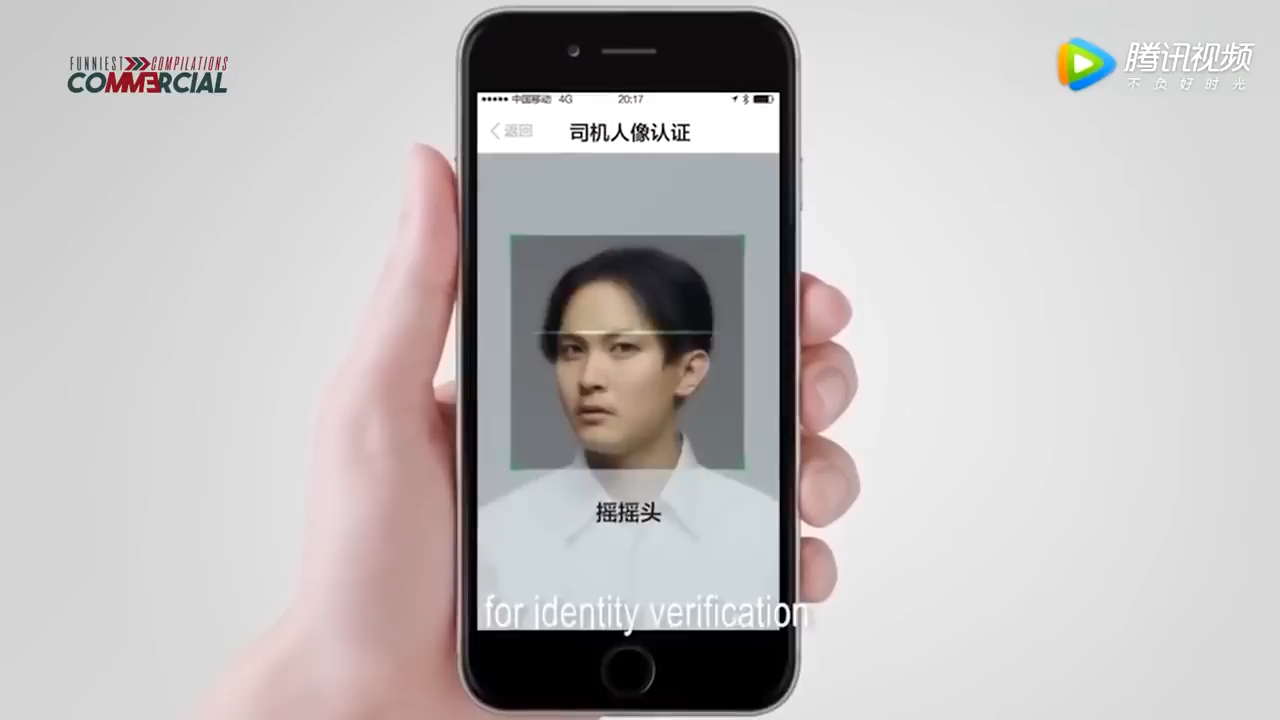 FUNNIEST COMPILATIONS
COMMERCIAL
腾讯视频
不负好时光
中国移动 4G 20:17
返回 司机人像认证
摇摇头
for identity verification